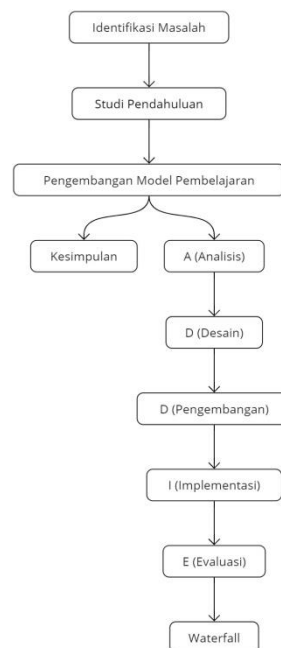 Identifikasi Masalah
Studi Pendahuluan
Pengembangan Model Pembelajaran
Kesimpulan
A (Analisis)
D (Desain)
D (Pengembangan)
I (Implementasi)
E (Evaluasi)
Waterfall